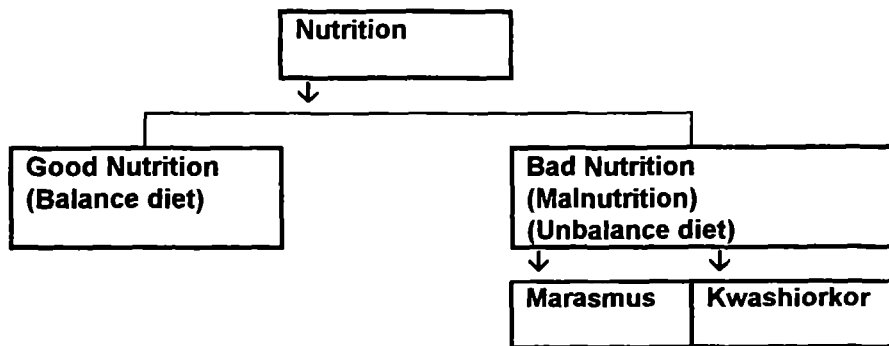 Nutrition
Good Nutrition
(Balance diet)
Bad Nutrition
(Malnutrition)
(Unbalance diet)
Marasmus
Kwashiorkor